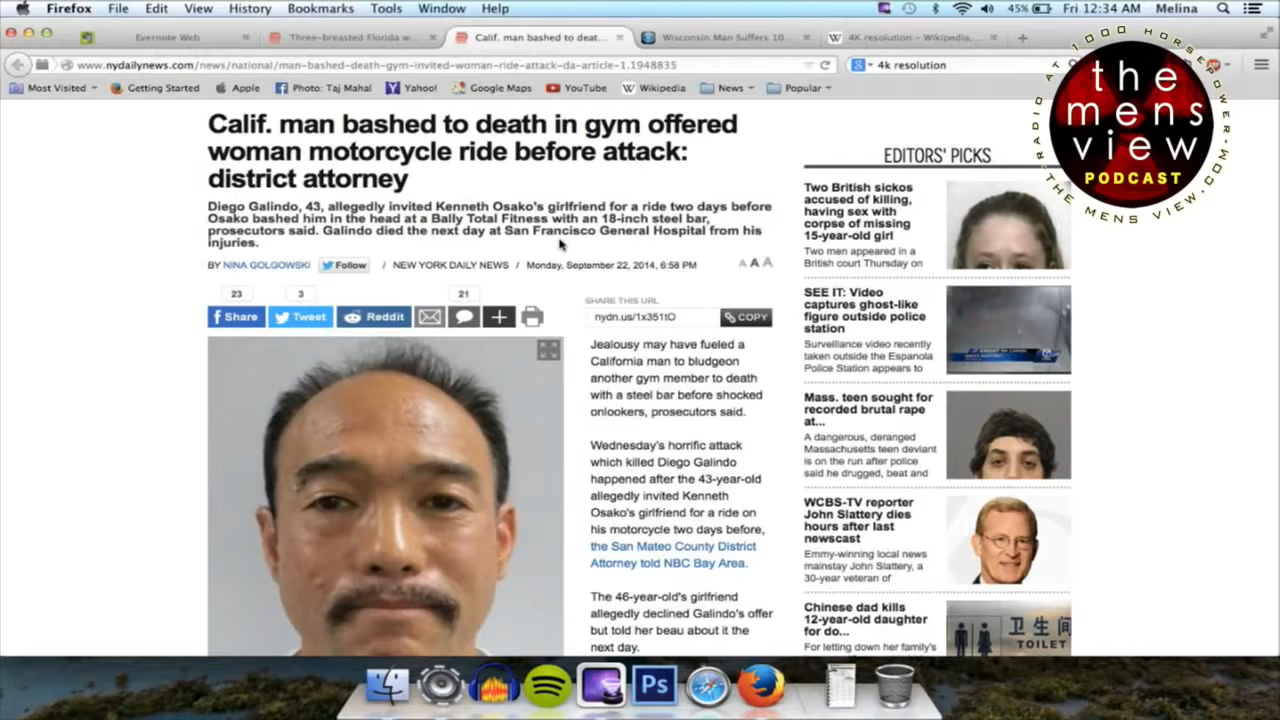 Firefox File Edit View History Bookmarks Tools Window Help
45% Fri 12:34 AM Melina
Evernote Web
Three-breasted Florida w...
Calif. man bashed to deat...
Wisconsin Man Suffers 10...
4K resolution - Wikipedia,
www.nydailynews.com/news/national/man-bashed-death-gym-invited-woman-ride-attack-da-article-1.1948835
4k resolution
Most Visited
Getting Started
Apple
Photo: Taj Mahal
Yahoo!
Google Maps
YouTube
Wikipedia
News
Popular
AT 1000 HORSEPOWER
RADIO
THE MENS VIEW.COM
the
mens
view
PODCAST
Calif. man bashed to death in gym offered
woman motorcycle ride before attack:
district attorney
Diego Galindo, 43, allegedly invited Kenneth Osako's girlfriend for a ride two days before
Osako bashed him in the head at a Bally Total Fitness with an 18-inch steel bar,
prosecutors said. Galindo died the next day at San Francisco General Hospital from his
injuries.
BY NINA GOLGOWSKI Follow / NEW YORK DAILY NEWS / Monday, September 22, 2014, 6:58 PM A A A
23 3 21
Share Tweet Reddit
SHARE THIS URL
nydn.us/1x351tO COPY
Jealousy may have fueled a
California man to bludgeon
another gym member to death
with a steel bar before shocked
onlookers, prosecutors said.
Wednesday's horrific attack
which killed Diego Galindo
happened after the 43-year-old
allegedly invited Kenneth
Osako's girlfriend for a ride on
his motorcycle two days before,
the San Mateo County District
Attorney told NBC Bay Area.
The 46-year-old's girlfriend
allegedly declined Galindo's offer
but told her beau about it the
next day.
EDITORS' PICKS
Two British sickos
accused of killing,
having sex with
corpse of missing
15-year-old girl
Two men appeared in a
British court Thursday on
SEE IT: Video
captures ghost-like
figure outside police
station
Surveillance video recently
taken outside the Espanola
Police Station appears to
Mass. teen sought for
recorded brutal rape
at...
A dangerous, deranged
Massachusetts teen deviant
is on the run after police
said he drugged, beat and
WCBS-TV reporter
John Slattery dies
hours after last
newscast
Emmy-winning local news
mainstay John Slattery, a
30-year veteran of
Chinese dad kills
12-year-old daughter
for do...
For letting down her family's
卫生间
TOILET
Ps